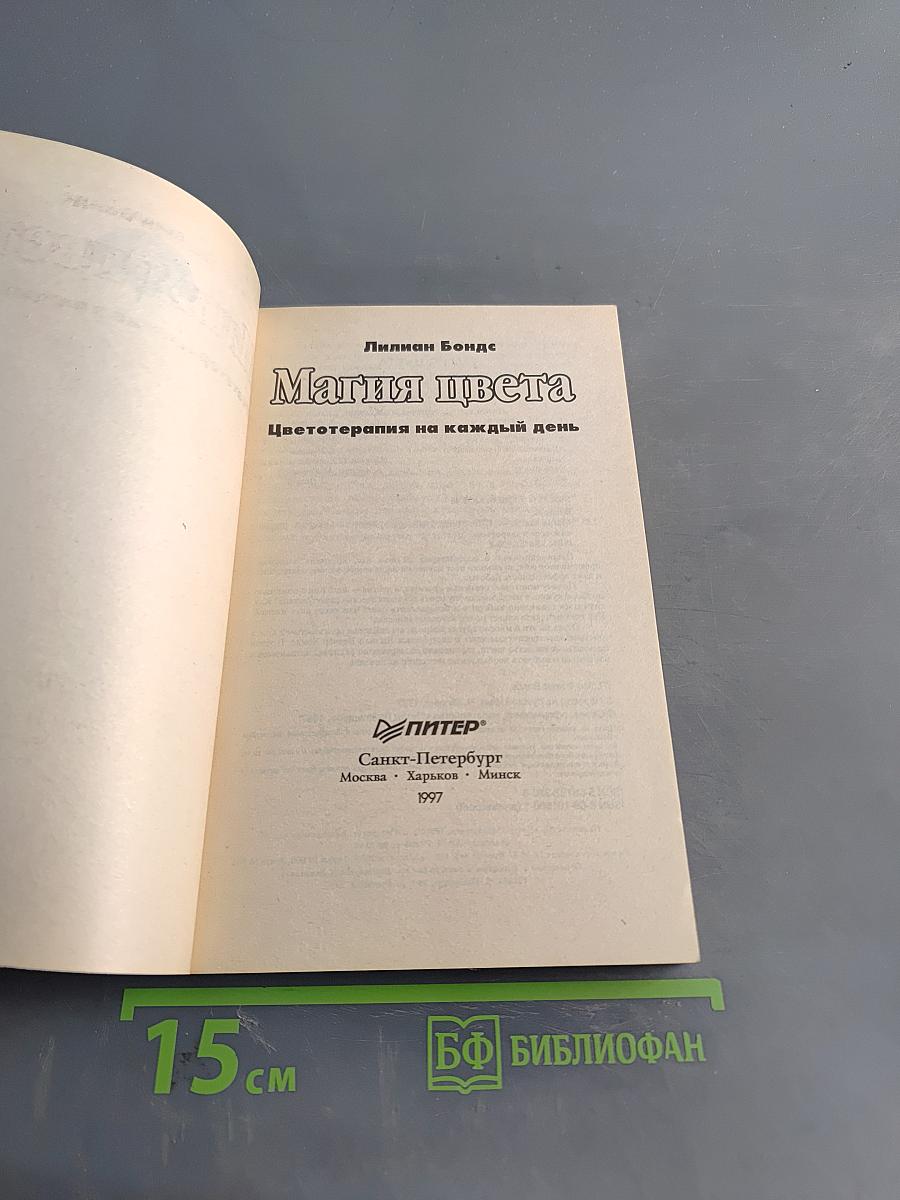 Лилиан Бондс
Магия цвета
Цветотерапия на каждый день
ПИТЕР®
Санкт-Петербург
Москва · Харьков · Минск
1997
15 см
БФ БИБЛИОФАН